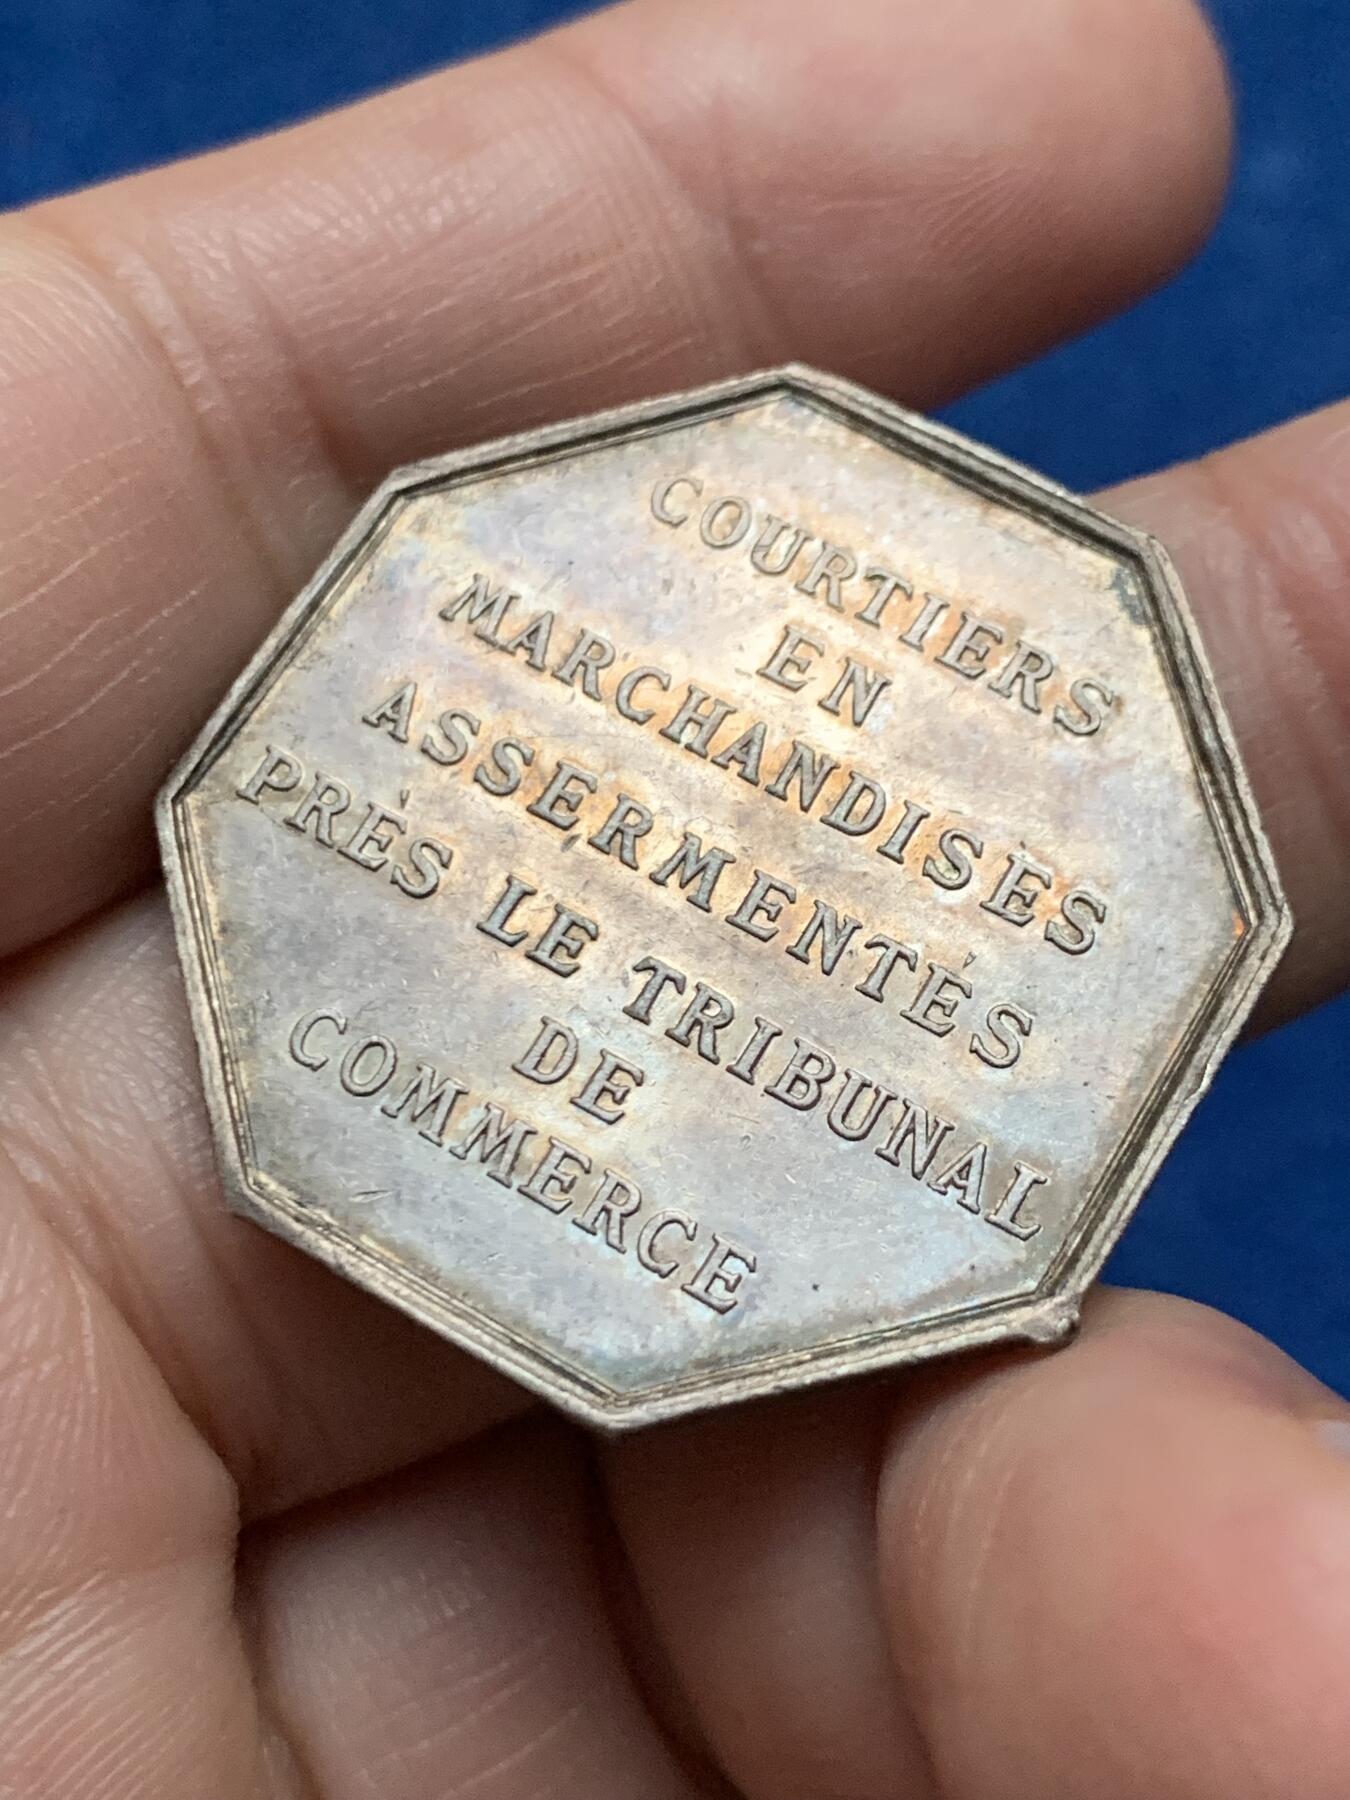 COURTIERS
EN
MARCHANDISES
ASSERMENTÉS
PRÈS LE TRIBUNAL
DE
COMMERCE